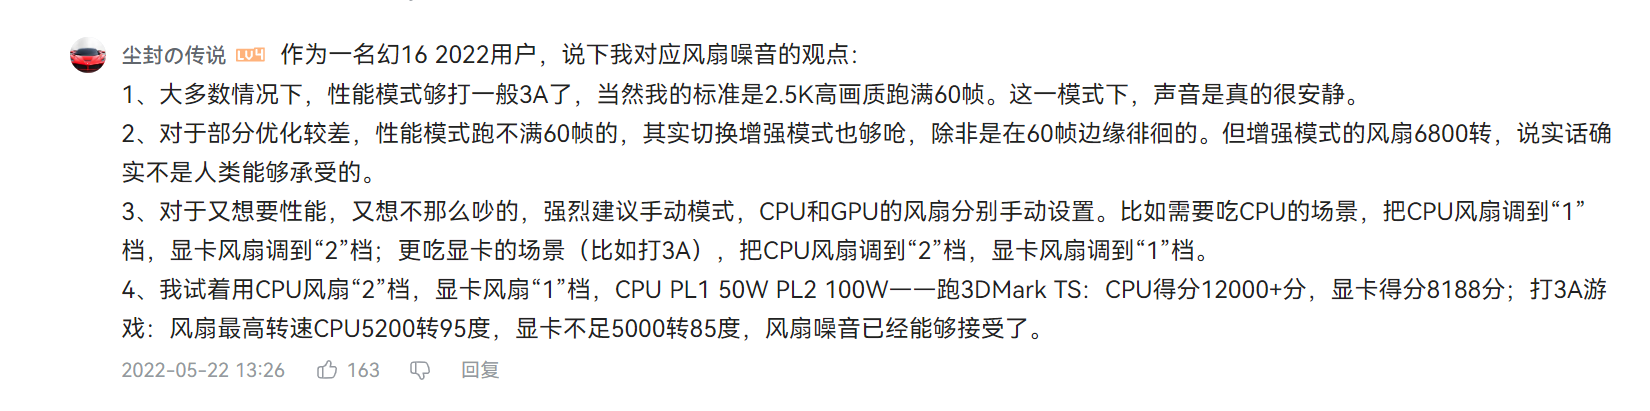 尘封の传说 LV4 作为一名幻16 2022用户，说下我对应风扇噪音的观点：
1、大多数情况下，性能模式够打一般3A了，当然我的标准是2.5K高画质跑满60帧。这一模式下，声音是真的很安静。
2、对于部分优化较差，性能模式跑不满60帧的，其实切换增强模式也够呛，除非是在60帧边缘徘徊的。但增强模式的风扇6800转，说实话确
实不是人类能够承受的。
3、对于又想要性能，又想不那么吵的，强烈建议手动模式，CPU和GPU的风扇分别手动设置。比如需要吃CPU的场景，把CPU风扇调到“1”
档，显卡风扇调到“2”档；更吃显卡的场景（比如打3A），把CPU风扇调到“2”档，显卡风扇调到“1”档。
4、我试着用CPU风扇“2”档，显卡风扇“1”档，CPU PL1 50W PL2 100W——跑3DMark TS：CPU得分12000+分，显卡得分8188分；打3A游
戏：风扇最高转速CPU5200转95度，显卡不足5000转85度，风扇噪音已经能够接受了。
2022-05-22 13:26 163 回复